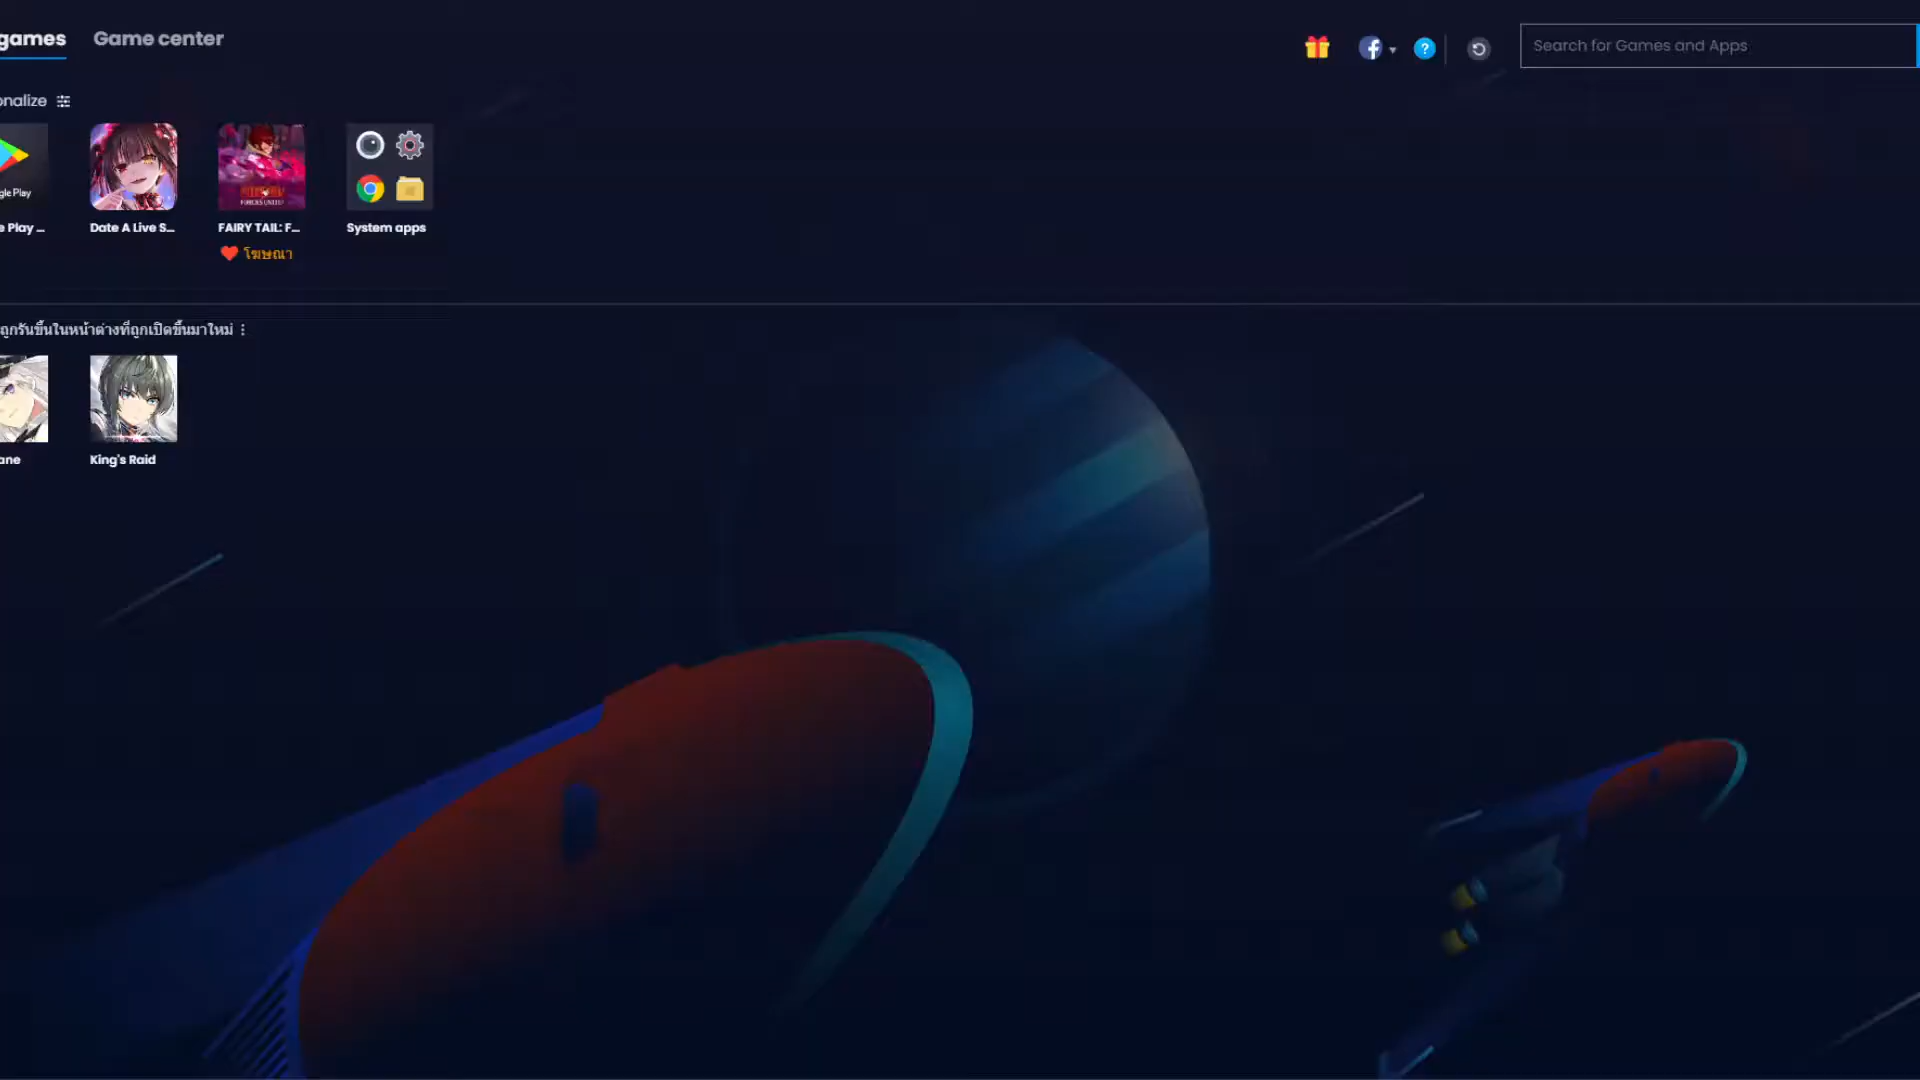 games
Game center
Search for Games and Apps
onalize
gle Play
e Play ...
Date A Live S...
FAIRY TAIL: F...
System apps
โฆษณา
ถูกรันขึ้นในหน้าต่างที่ถูกเปิดขึ้นมาใหม่
ane
King's Raid